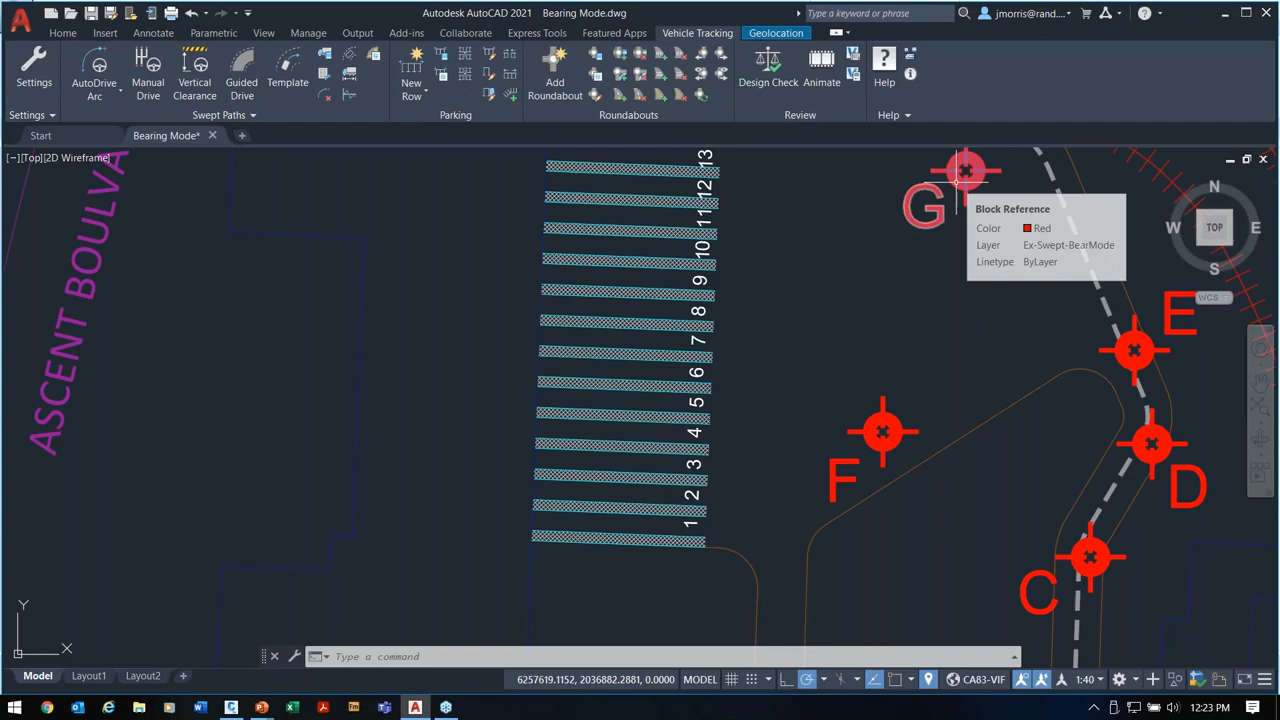 Autodesk AutoCAD 2021 Bearing Mode.dwg
Type a keyword or phrase
jmorris@rand....
Home Insert Annotate Parametric View Manage Output Add-ins Collaborate Express Tools Featured Apps Vehicle Tracking Geolocation
Settings
AutoDrive Arc
Manual Drive
Vertical Clearance
Guided Drive
Template
New Row
Add Roundabout
Design Check
Animate
Help
Settings Swept Paths Parking Roundabouts Review Help
Start Bearing Mode*
[−][Top][2D Wireframe]
ASCENT BOULVA
13
12
11
10
9
8
7
6
5
4
3
2
1
G
Block Reference
Color Red
Layer Ex-Swept-BearMode
Linetype ByLayer
N
W TOP E
S
WCS
E
F
D
C
Y
X
Type a command
Model Layout1 Layout2
6257619.1152, 2036882.2881, 0.0000 MODEL CA83-VIF 1:40
12:23 PM